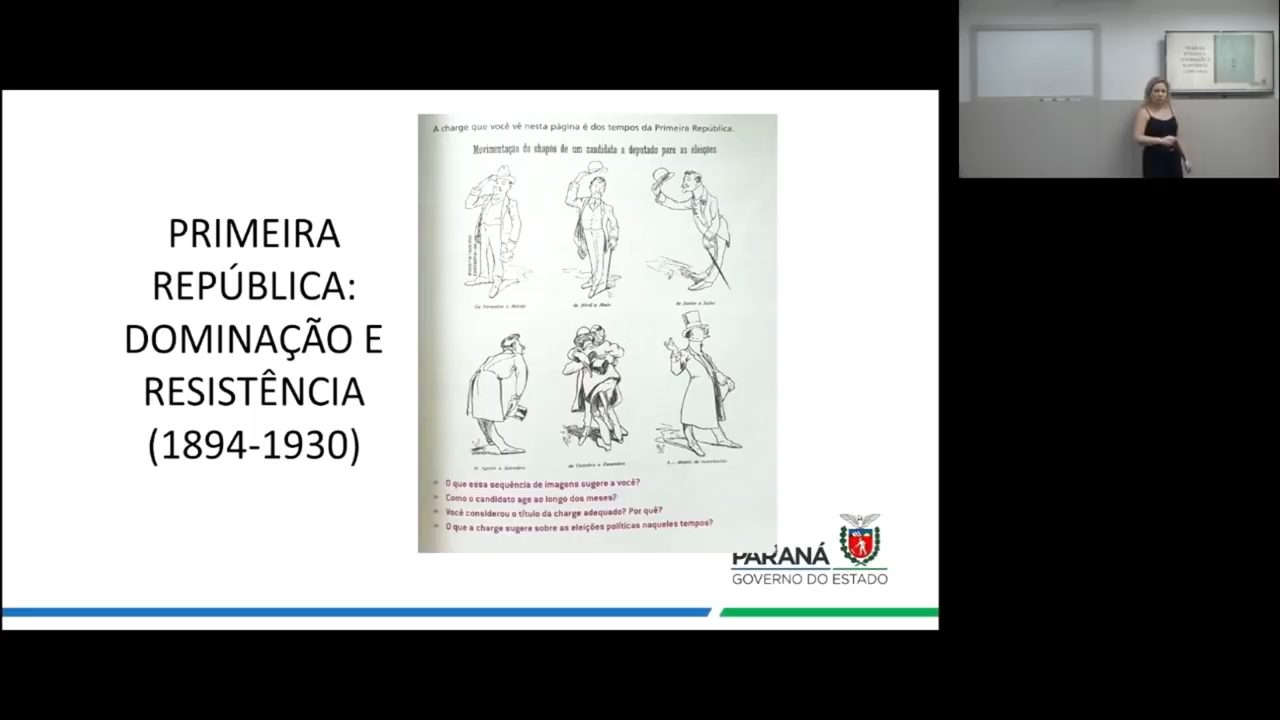 PRIMEIRA
REPÚBLICA:
DOMINAÇÃO E
RESISTÊNCIA
(1894-1930)
A charge que você vê nesta página é dos tempos da Primeira República.
Movimentação do chapéu de um candidato a deputado para as eleições
De Fevereiro a Março
de Abril a Maio
de Junho a Julho
de Agosto a Setembro
de Outubro a Dezembro
O que essa sequência de imagens sugere a você?
Como o candidato age ao longo dos meses?
Você considerou o título da charge adequado? Por quê?
O que a charge sugere sobre as eleições políticas naqueles tempos?
PARANÁ
GOVERNO DO ESTADO